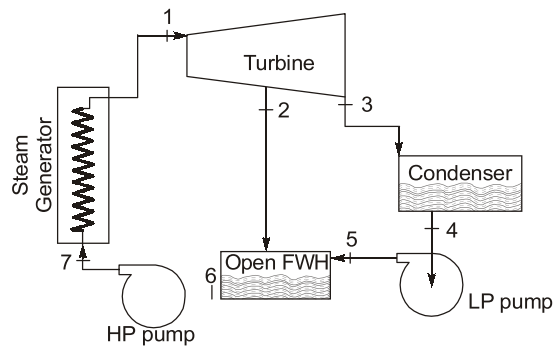 1
Turbine
2
3
Steam
Generator
Condenser
4
5
7
Open FWH
6
LP pump
HP pump